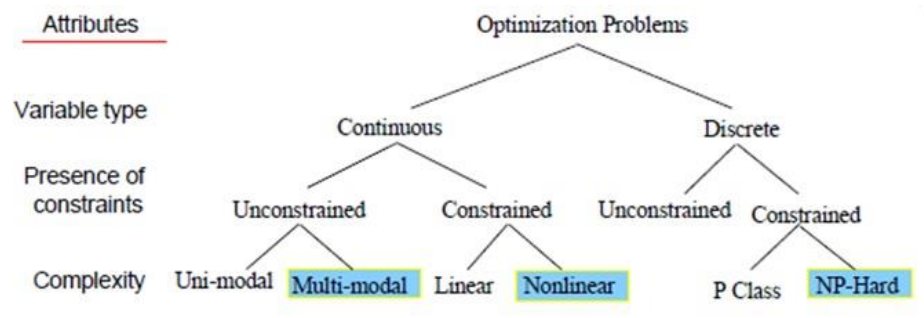 Attributes
Optimization Problems
Variable type
Continuous
Discrete
Presence of
constraints
Unconstrained
Constrained
Unconstrained
Constrained
Complexity
Uni-modal
Multi-modal
Linear
Nonlinear
P Class
NP-Hard